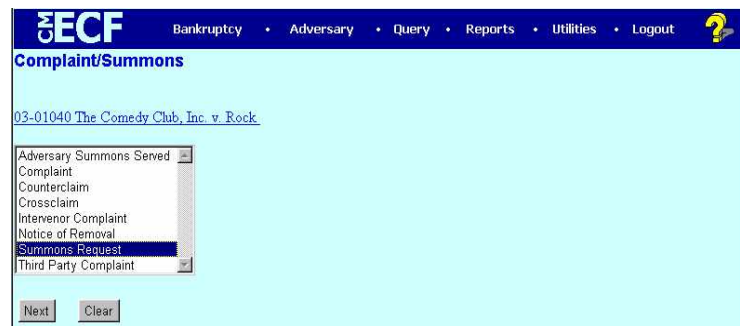 CM ECF Bankruptcy • Adversary • Query • Reports • Utilities • Logout ?
Complaint/Summons
03-01040 The Comedy Club, Inc. v. Rock
Adversary Summons Served
Complaint
Counterclaim
Crossclaim
Intervenor Complaint
Notice of Removal
Summons Request
Third Party Complaint
Next Clear